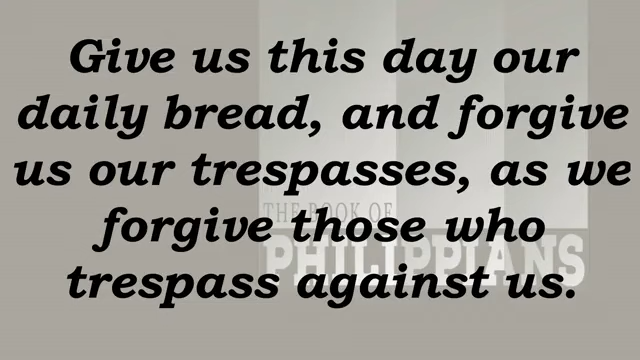 Give us this day our
daily bread, and forgive
us our trespasses, as we
forgive those who
trespass against us.
THE BOOK OF
PHILIPPIANS